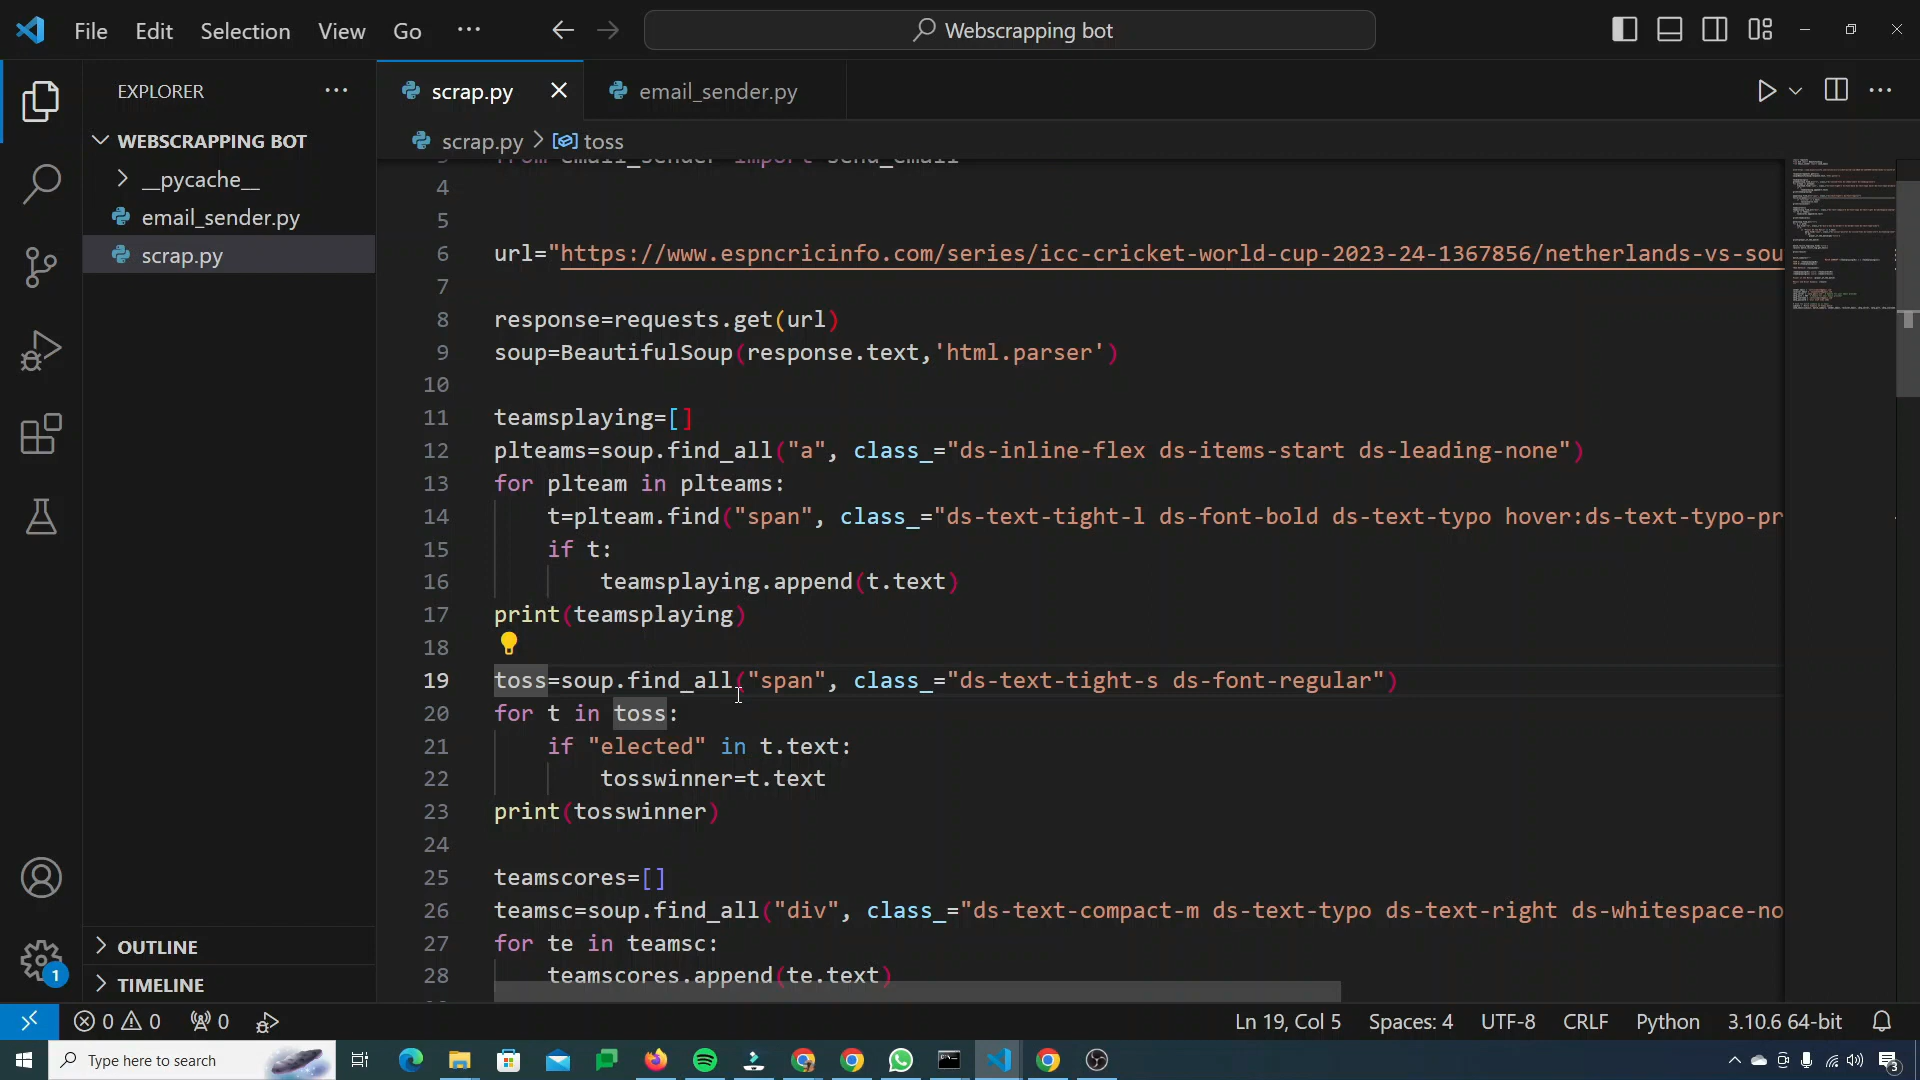 File Edit Selection View Go ··· Webscrapping bot
EXPLORER ···
WEBSCRAPPING BOT
__pycache__
email_sender.py
scrap.py
scrap.py email_sender.py
scrap.py > toss
3 from email_sender import send_email
4
5
6 url="https://www.espncricinfo.com/series/icc-cricket-world-cup-2023-24-1367856/netherlands-vs-sou
7
8 response=requests.get(url)
9 soup=BeautifulSoup(response.text,'html.parser')
10
11 teamsplaying=[]
12 plteams=soup.find_all("a", class_="ds-inline-flex ds-items-start ds-leading-none")
13 for plteam in plteams:
14 t=plteam.find("span", class_="ds-text-tight-l ds-font-bold ds-text-typo hover:ds-text-typo-pr
15 if t:
16 teamsplaying.append(t.text)
17 print(teamsplaying)
18
19 toss=soup.find_all("span", class_="ds-text-tight-s ds-font-regular")
20 for t in toss:
21 if "elected" in t.text:
22 tosswinner=t.text
23 print(tosswinner)
24
25 teamscores=[]
26 teamsc=soup.find_all("div", class_="ds-text-compact-m ds-text-typo ds-text-right ds-whitespace-no
27 for te in teamsc:
28 teamscores.append(te.text)
OUTLINE
TIMELINE
1
0 0 0 Ln 19, Col 5 Spaces: 4 UTF-8 CRLF Python 3.10.6 64-bit
Type here to search 3